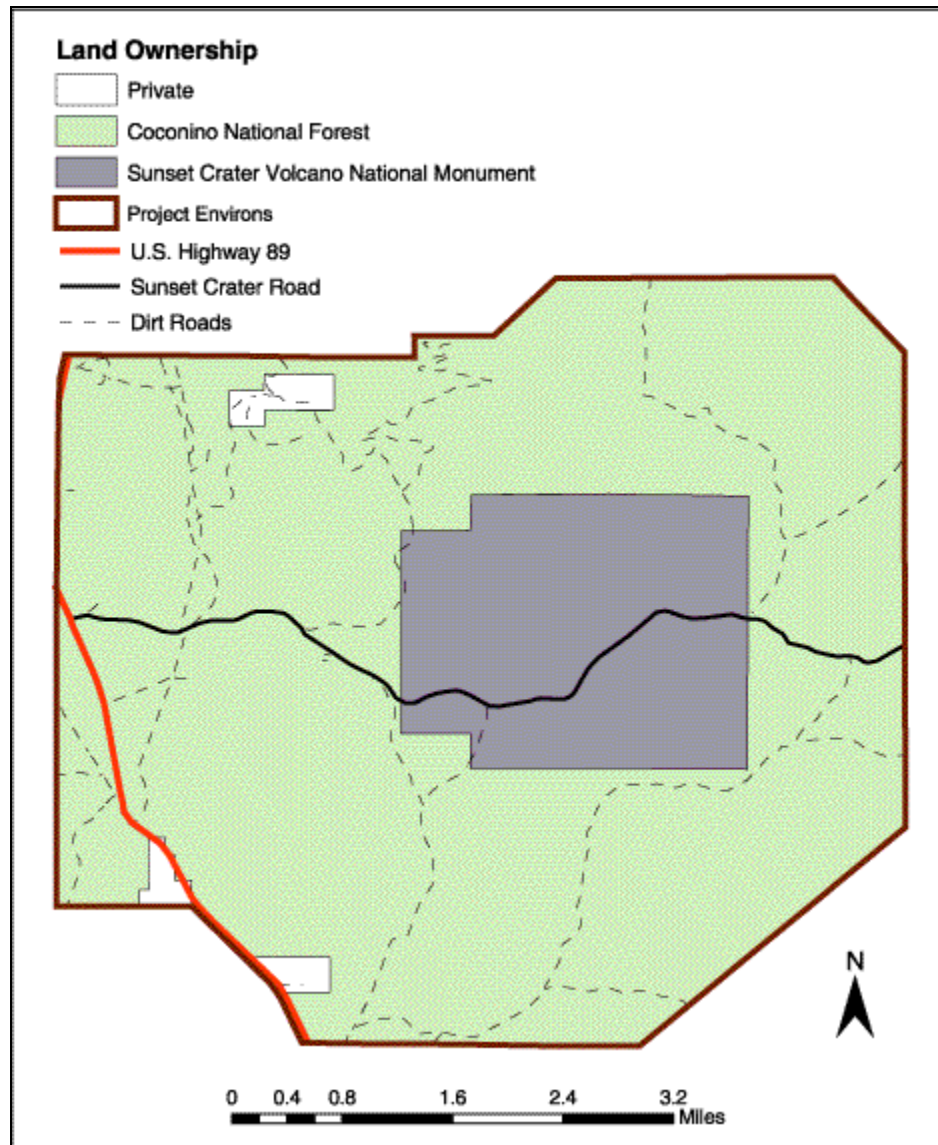 Land Ownership
Private
Coconino National Forest
Sunset Crater Volcano National Monument
Project Environs
U.S. Highway 89
Sunset Crater Road
Dirt Roads
N
0 0.4 0.8 1.6 2.4 3.2
Miles